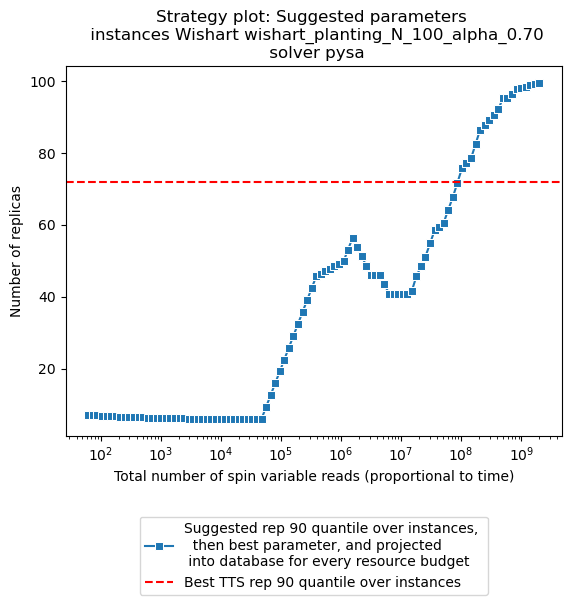 Strategy plot: Suggested parameters
instances Wishart wishart_planting_N_100_alpha_0.70
solver pysa
100
80
60
40
20
Number of replicas
10²
10³
10⁴
10⁵
10⁶
10⁷
10⁸
10⁹
Total number of spin variable reads (proportional to time)
Suggested rep 90 quantile over instances,
then best parameter, and projected
into database for every resource budget
Best TTS rep 90 quantile over instances